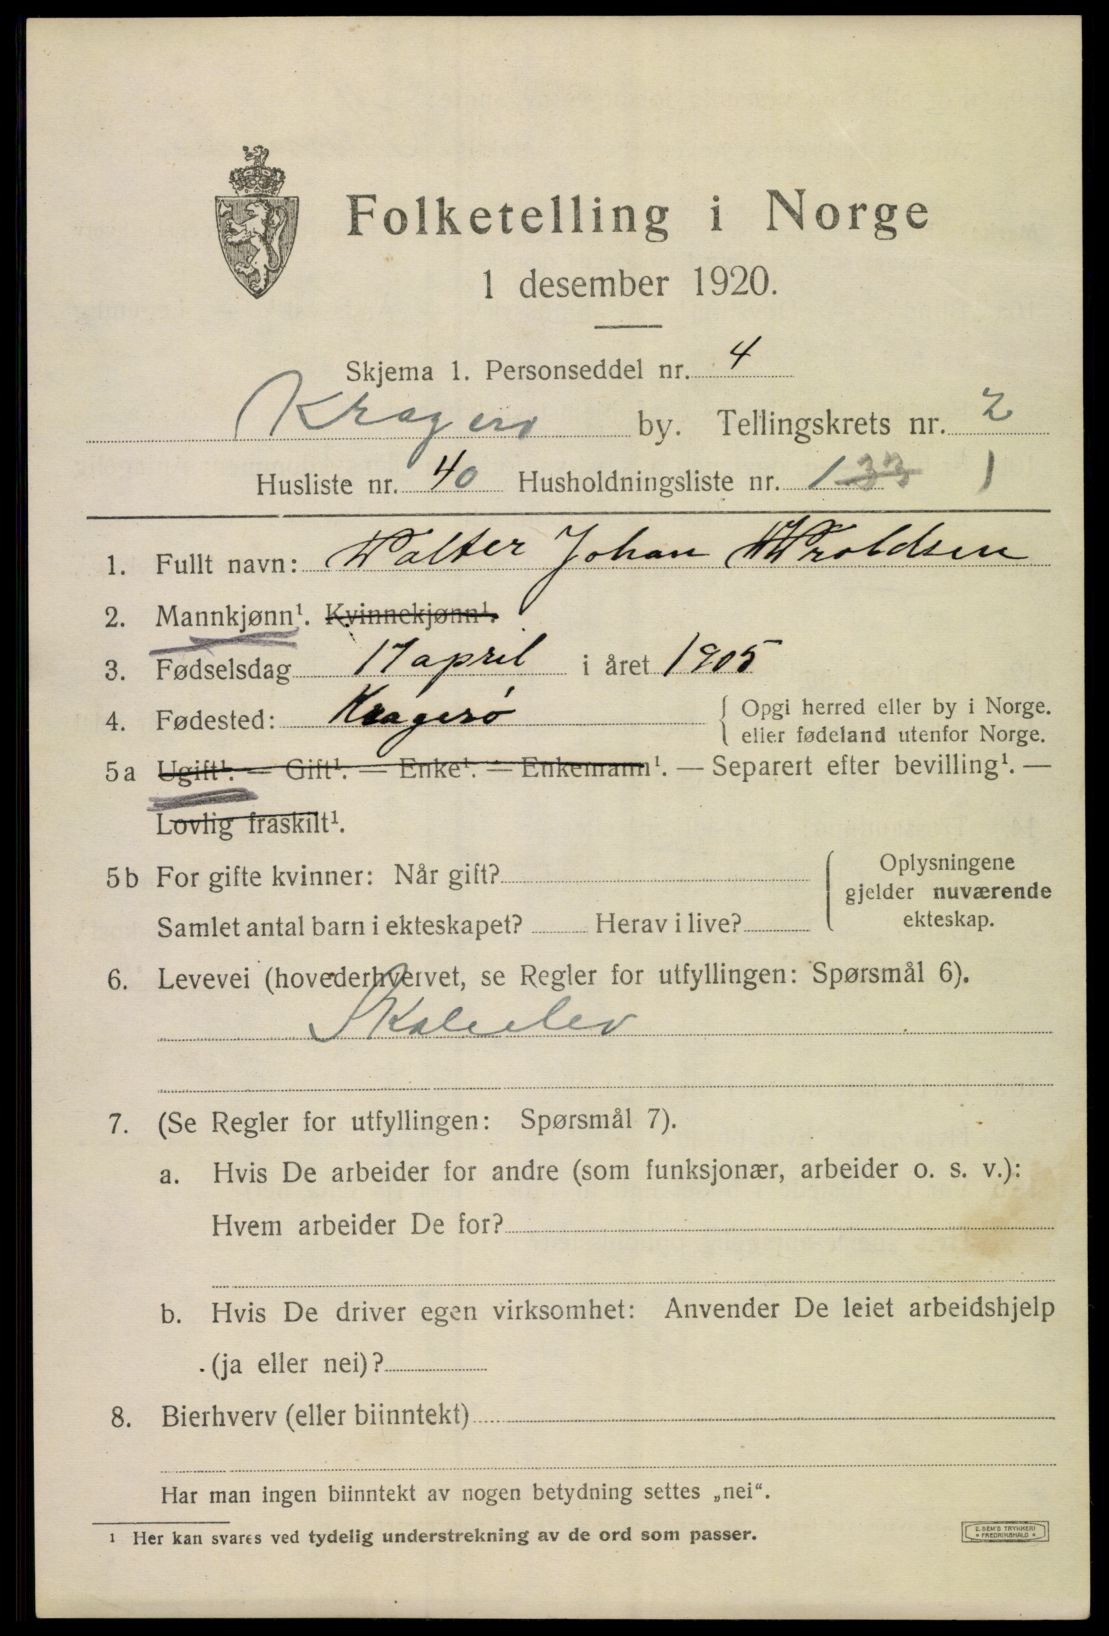 Folketelling i Norge
1 desember 1920.
Skjema 1. Personseddel nr. 4
Kragerø by. Tellingskrets nr. 2
Husliste nr. 40 Husholdningsliste nr. 133 1
1. Fullt navn: Walter Johan
2. Mannkjønn¹. Kvinnekjønn¹.
3. Fødselsdag 17 april i året 1905
4. Fødested: Kragerø { Opgi herred eller by i Norge.
eller fødeland utenfor Norge.
5a Ugift¹. — Gift¹. — Enke¹. — Enkemann¹. — Separert efter bevilling¹. —
Lovlig fraskilt¹.
5b For gifte kvinner: Når gift?
Samlet antal barn i ekteskapet? Herav i live?
Oplysningene
gjelder nuværende
ekteskap.
6. Levevei (hovederhvervet, se Regler for utfyllingen: Spørsmål 6).
Skoleelev
7. (Se Regler for utfyllingen: Spørsmål 7).
a. Hvis De arbeider for andre (som funksjonær, arbeider o. s. v.):
Hvem arbeider De for?
b. Hvis De driver egen virksomhet: Anvender De leiet arbeidshjelp
(ja eller nei)?
8. Bierhverv (eller biinntekt)
Har man ingen biinntekt av nogen betydning settes „nei“.
¹ Her kan svares ved tydelig understrekning av de ord som passer.
E. SEM'S TRYKKERI
FREDRIKSHALD